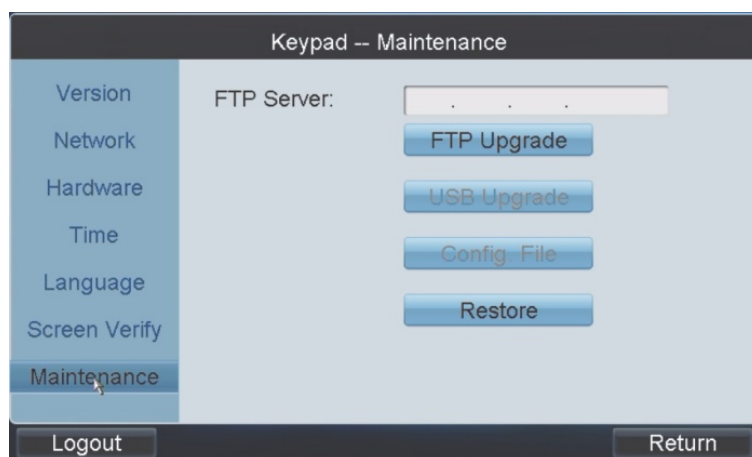 Keypad -- Maintenance
Version
Network
Hardware
Time
Language
Screen Verify
Maintenance
FTP Server:
. . .
FTP Upgrade
USB Upgrade
Config. File
Restore
Logout
Return